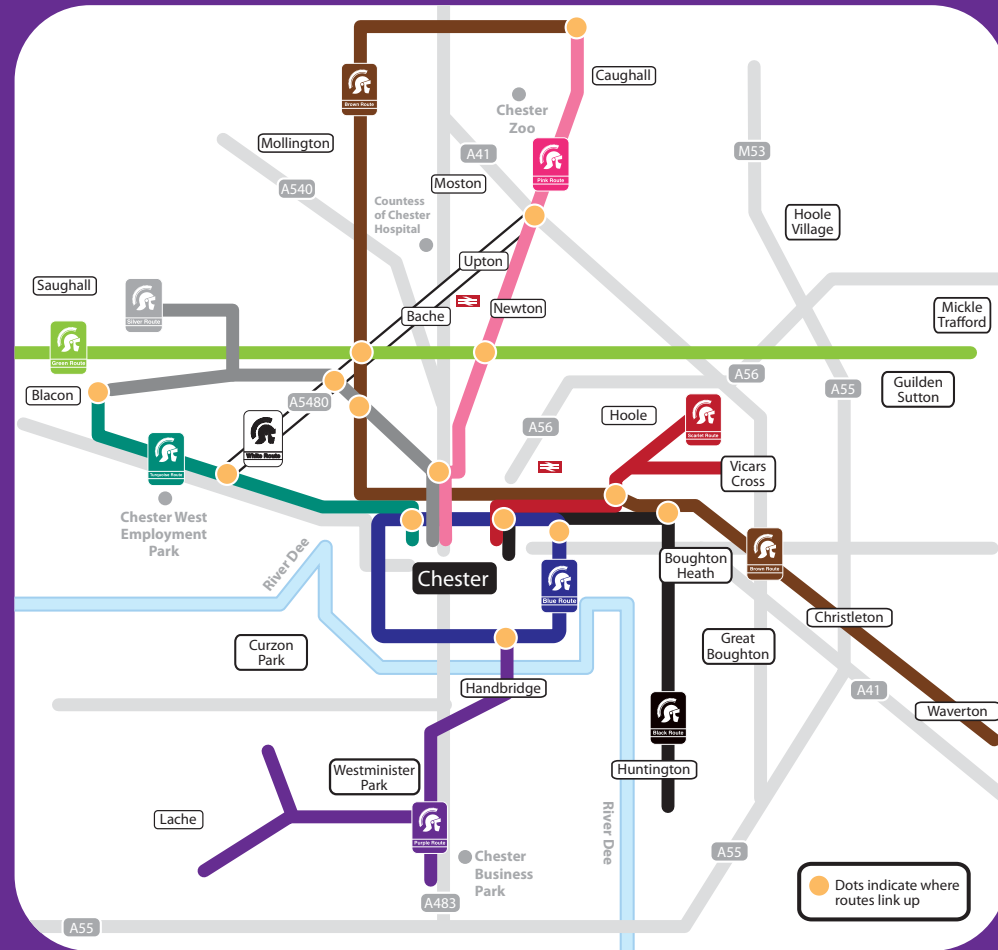 Caughall
Brown Route
Chester
Zoo
Mollington
A41
M53
Pink Route
A540
Moston
Countess
of Chester
Hospital
Hoole
Village
Upton
Saughall
Silver Route
Bache
Newton
Mickle
Trafford
Green Route
A56
Guilden
Sutton
A55
Blacon
A5480
White Route
A56
Hoole
Scarlet Route
Turquoise Route
Vicars
Cross
Chester West
Employment
Park
River Dee
Chester
Blue Route
Boughton
Heath
Brown Route
Christleton
Curzon
Park
Great
Boughton
Handbridge
A41
Waverton
Black Route
Westminister
Park
Huntington
Lache
Purple Route
River Dee
Chester
Business
Park
A55
A483
A55
Dots indicate where
routes link up